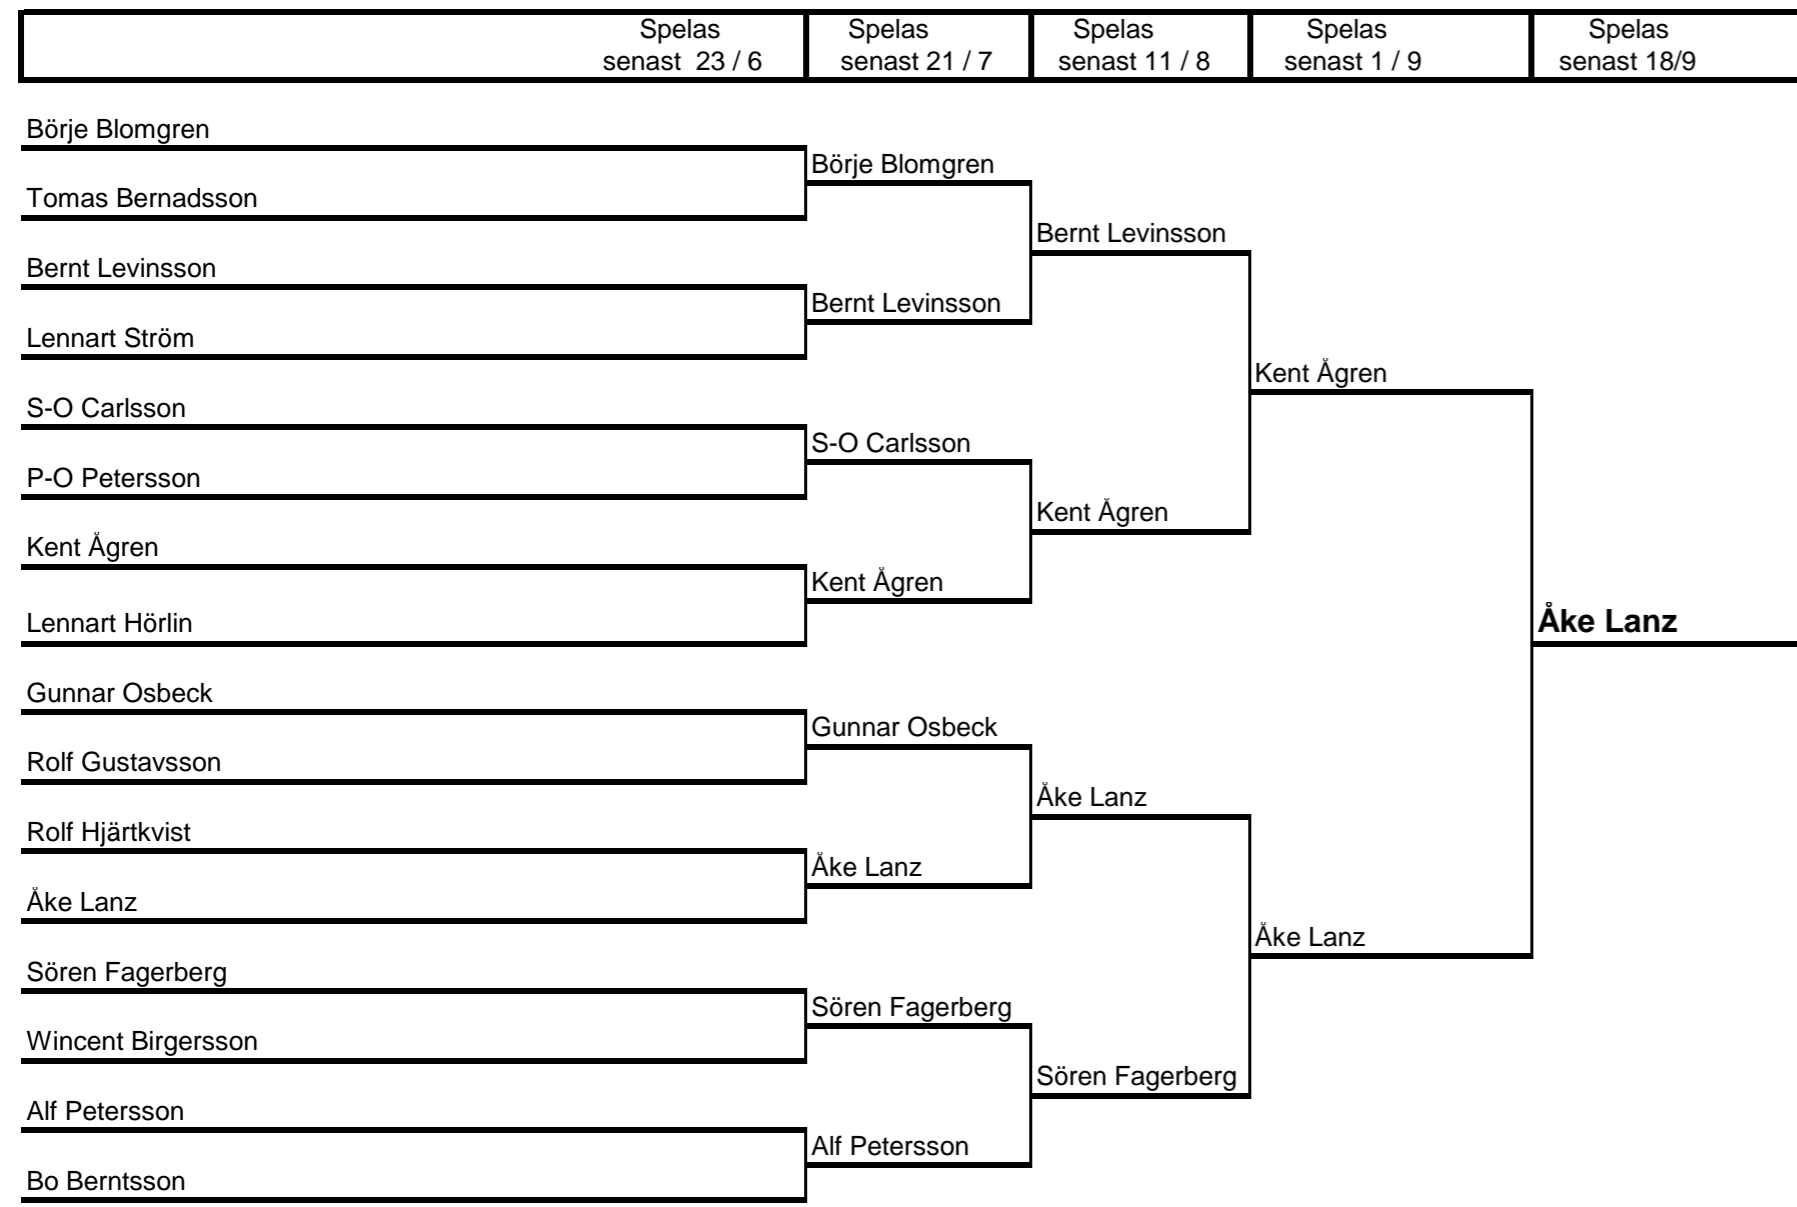 Spelas Spelas Spelas Spelas Spelas
senast 23 / 6 senast 21 / 7 senast 11 / 8 senast 1 / 9 senast 18/9
Börje Blomgren
Börje Blomgren
Tomas Bernadsson
Bernt Levinsson
Bernt Levinsson
Bernt Levinsson
Lennart Ström
Kent Ågren
S-O Carlsson
S-O Carlsson
P-O Petersson
Kent Ågren
Kent Ågren
Kent Ågren
Lennart Hörlin
Åke Lanz
Gunnar Osbeck
Gunnar Osbeck
Rolf Gustavsson
Åke Lanz
Rolf Hjärtkvist
Åke Lanz
Åke Lanz
Åke Lanz
Sören Fagerberg
Sören Fagerberg
Wincent Birgersson
Sören Fagerberg
Alf Petersson
Alf Petersson
Bo Berntsson